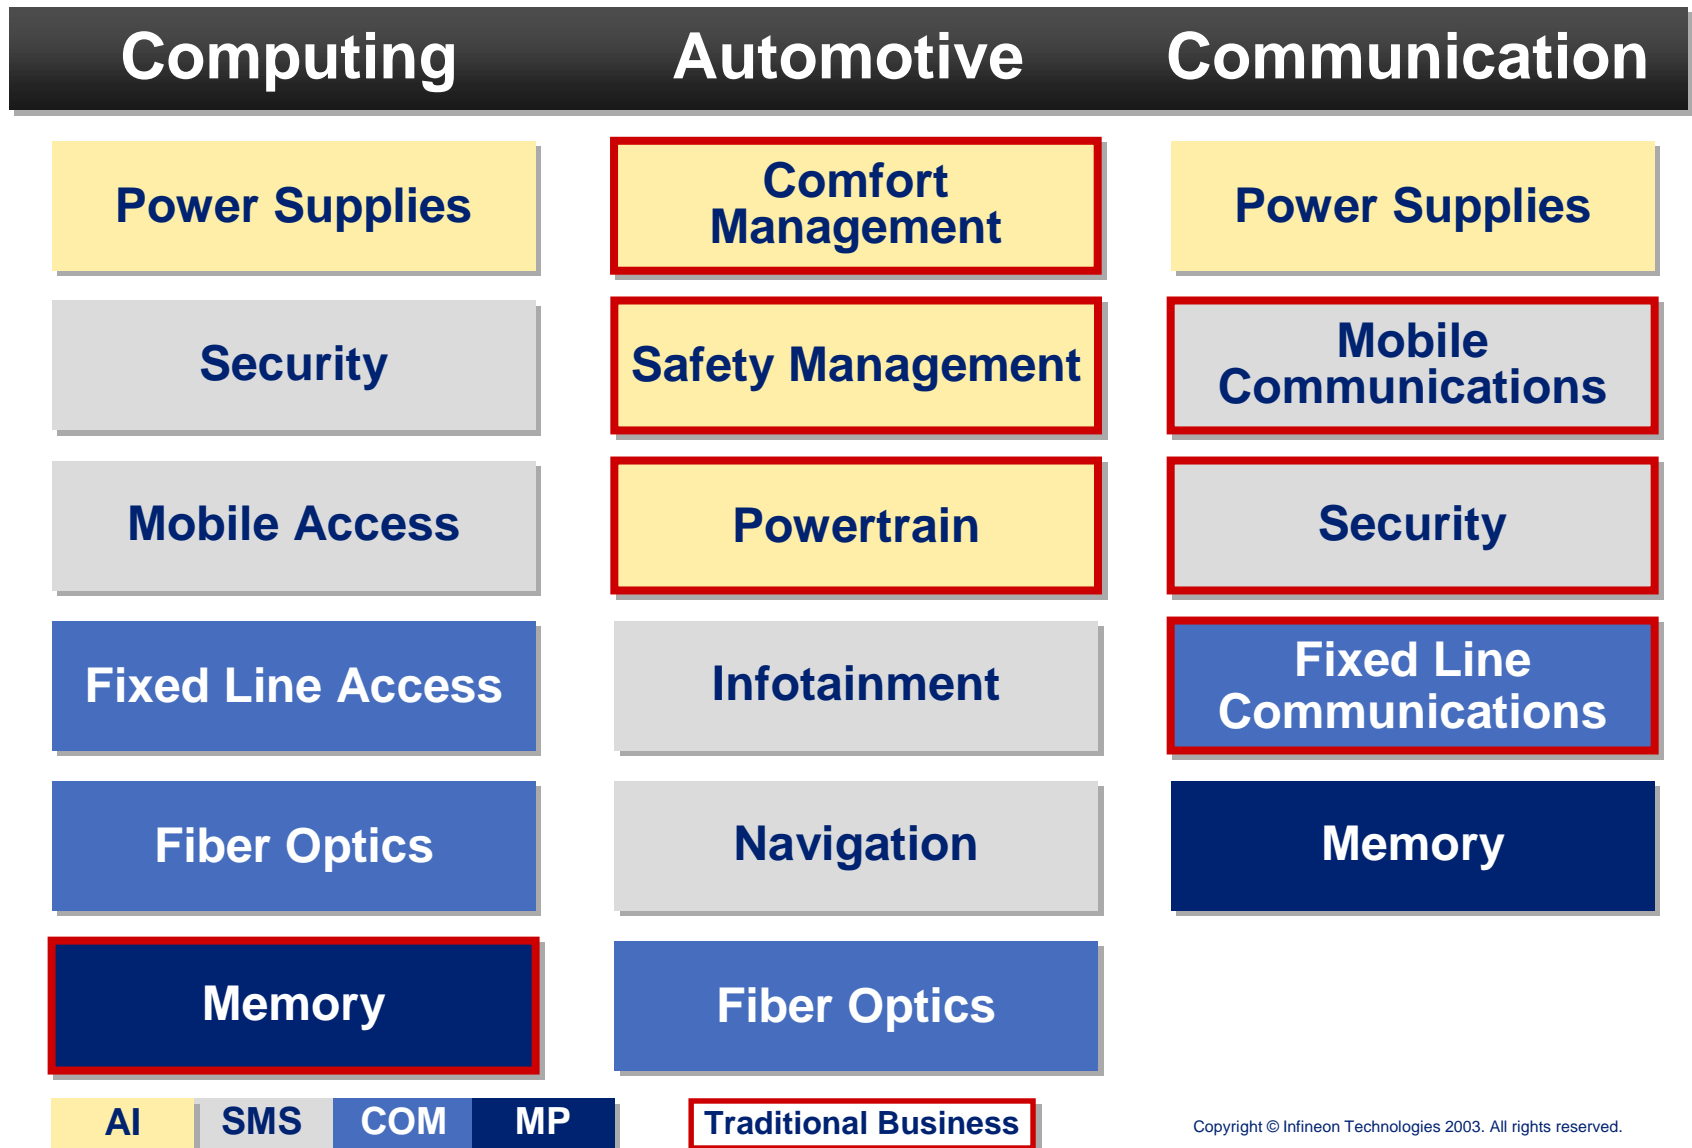 Computing Automotive Communication
Power Supplies
Comfort
Management
Power Supplies
Security
Safety Management
Mobile
Communications
Mobile Access
Powertrain
Security
Fixed Line Access
Infotainment
Fixed Line
Communications
Fiber Optics
Navigation
Memory
Memory
Fiber Optics
AI SMS COM MP
Traditional Business
Copyright © Infineon Technologies 2003. All rights reserved.